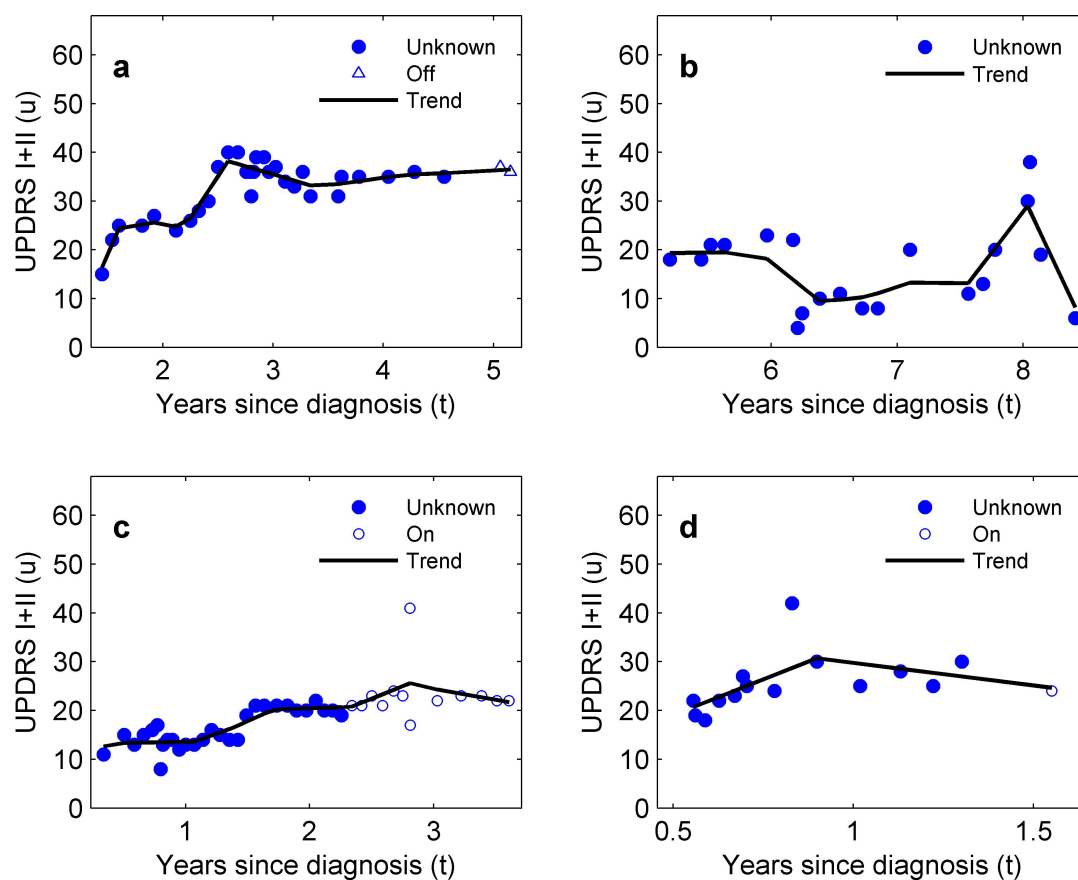 a
Unknown
Off
Trend
UPDRS I+II (u)
60
50
40
30
20
10
0
2
3
4
5
Years since diagnosis (t)
b
Unknown
Trend
UPDRS I+II (u)
60
50
40
30
20
10
0
6
7
8
Years since diagnosis (t)
c
Unknown
On
Trend
UPDRS I+II (u)
60
50
40
30
20
10
0
1
2
3
Years since diagnosis (t)
d
Unknown
On
Trend
UPDRS I+II (u)
60
50
40
30
20
10
0
0.5
1
1.5
Years since diagnosis (t)